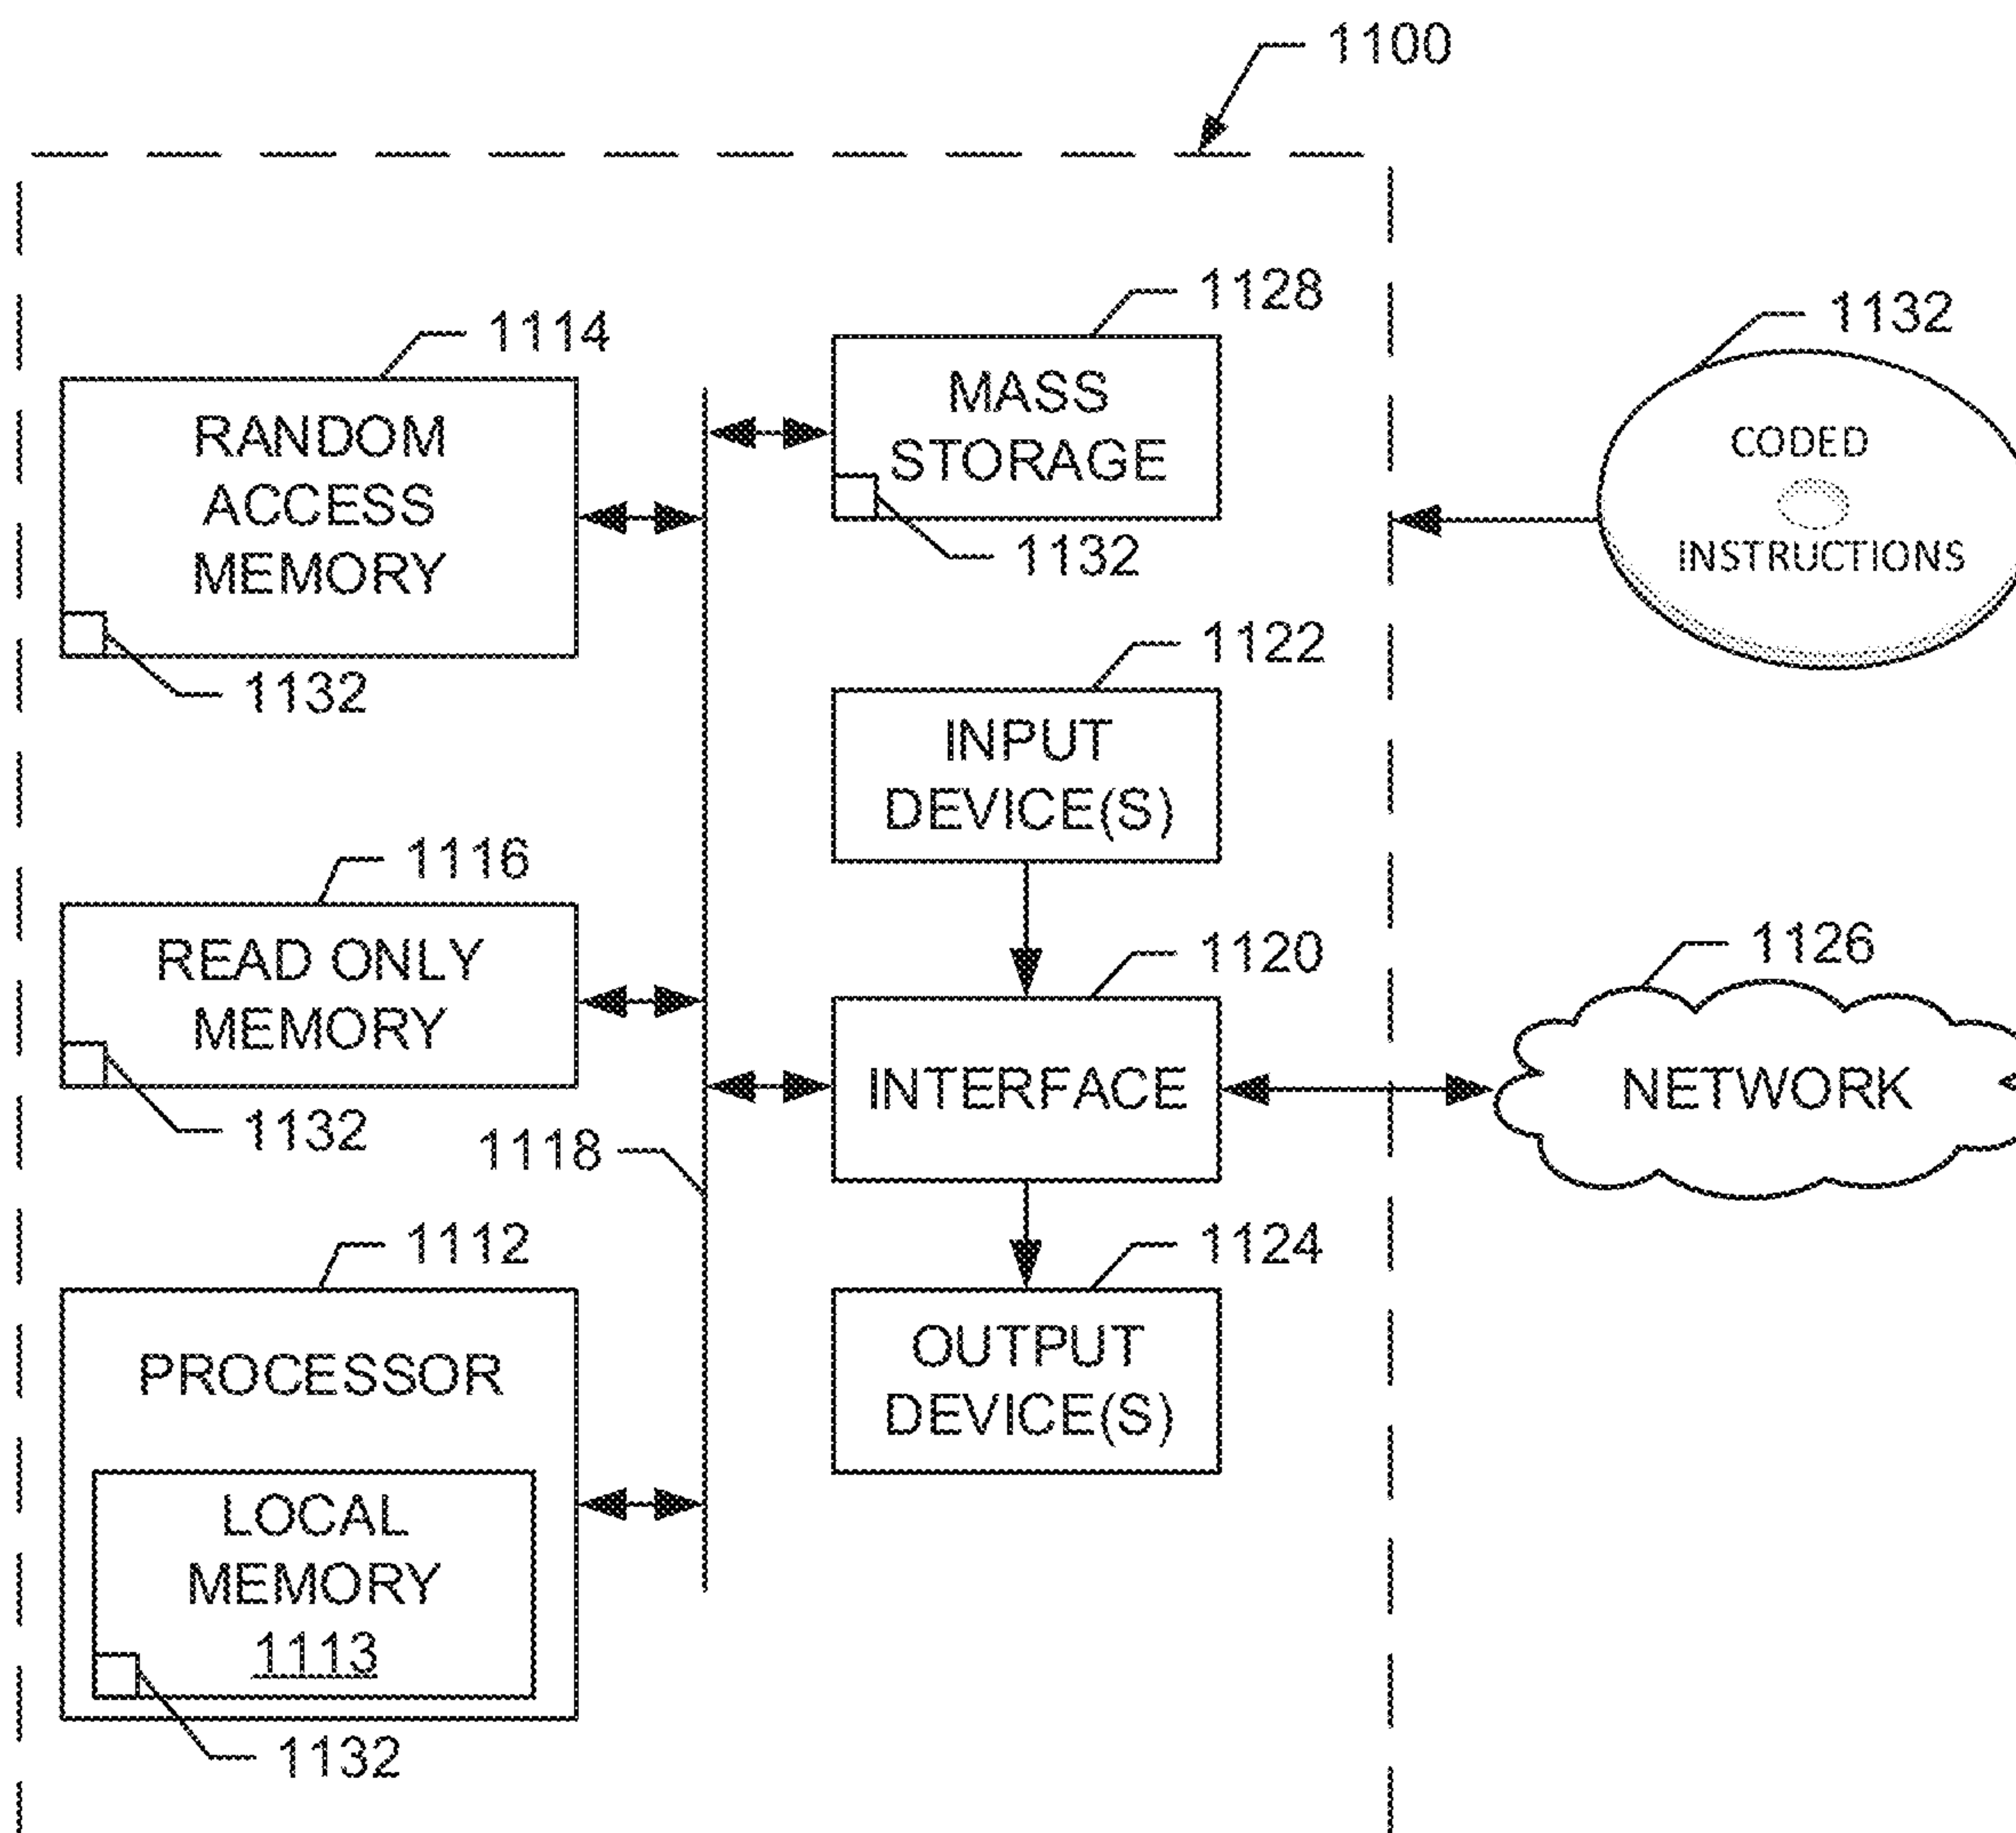 1100
1128
1114
1132
MASS
STORAGE
RANDOM
ACCESS
MEMORY
CODED
INSTRUCTIONS
1132
1132
1122
INPUT
DEVICE(S)
1116
READ ONLY
MEMORY
1120
1126
INTERFACE
NETWORK
1132
1118
1112
1124
PROCESSOR
OUTPUT
DEVICE(S)
LOCAL
MEMORY
1113
1132